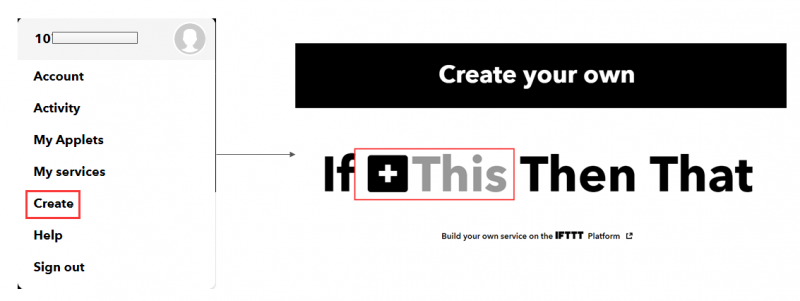 10
Account
Activity
My Applets
My services
Create
Help
Sign out
Create your own
If + This Then That
Build your own service on the IFTTT Platform